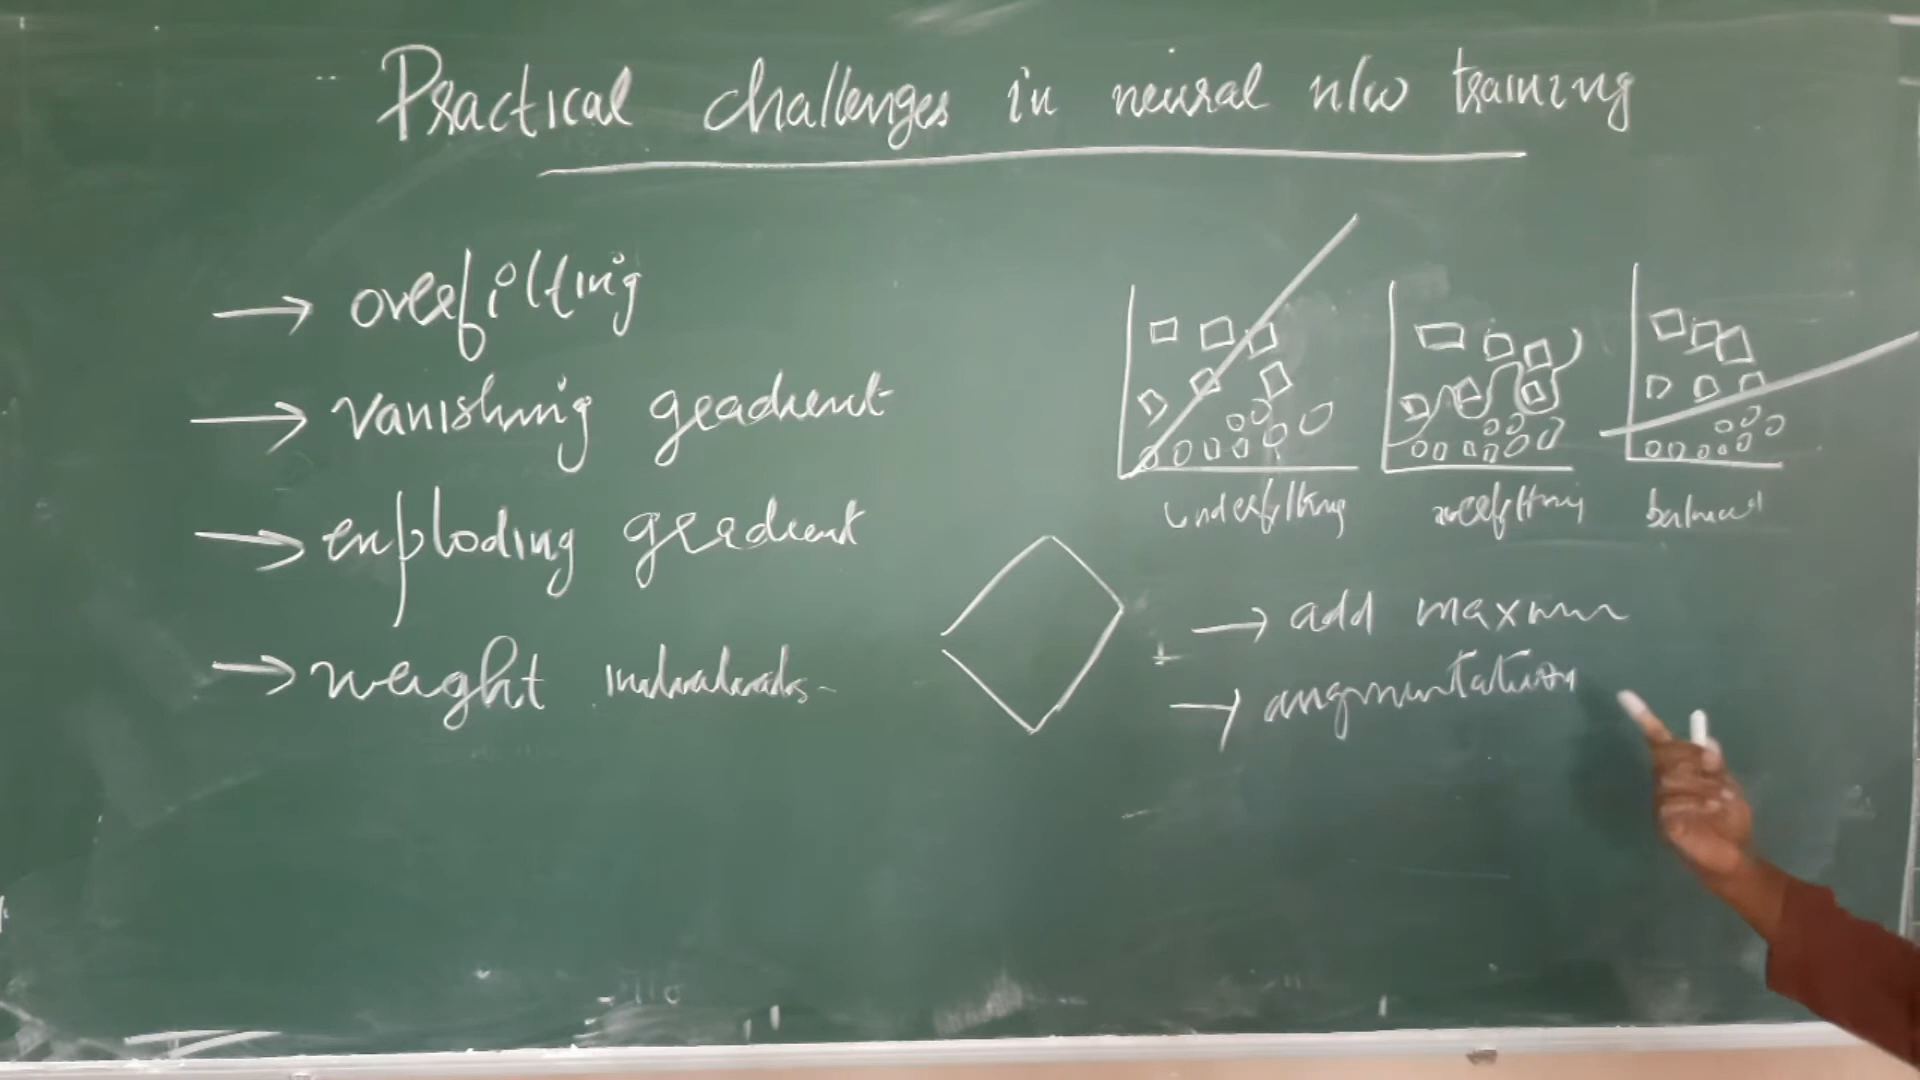 Practical challenges in neural n/w training
→ overfitting
→ vanishing gradient
→ exploding gradient
→ weight
underfitting overfitting balanced
→ add maximum
→ augmentation